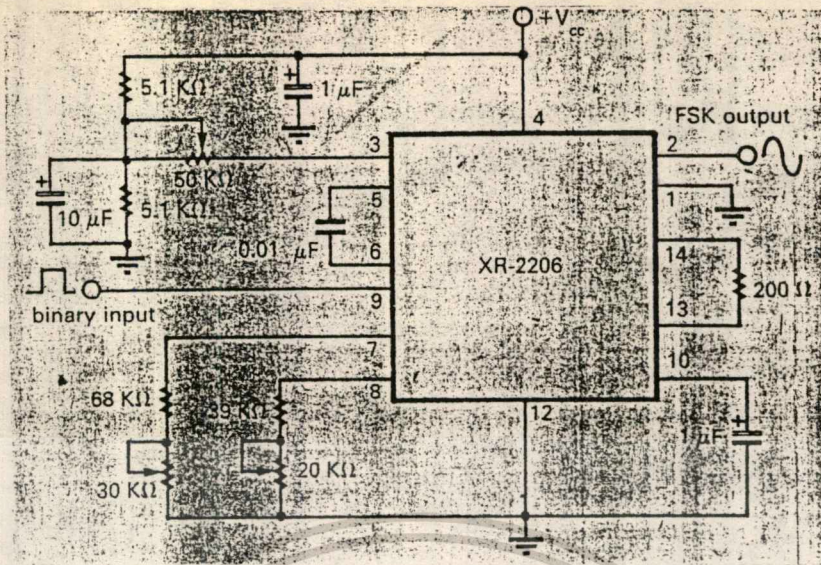 +V cc
5.1 KΩ
1 µF
FSK output
4
3
2
50 KΩ
5
1
10 µF
5.1 KΩ
0.01 µF
6
XR-2206
14
200 Ω
9
13
binary input
7
10
68 KΩ
39 KΩ
8
12
1 µF
30 KΩ
20 KΩ